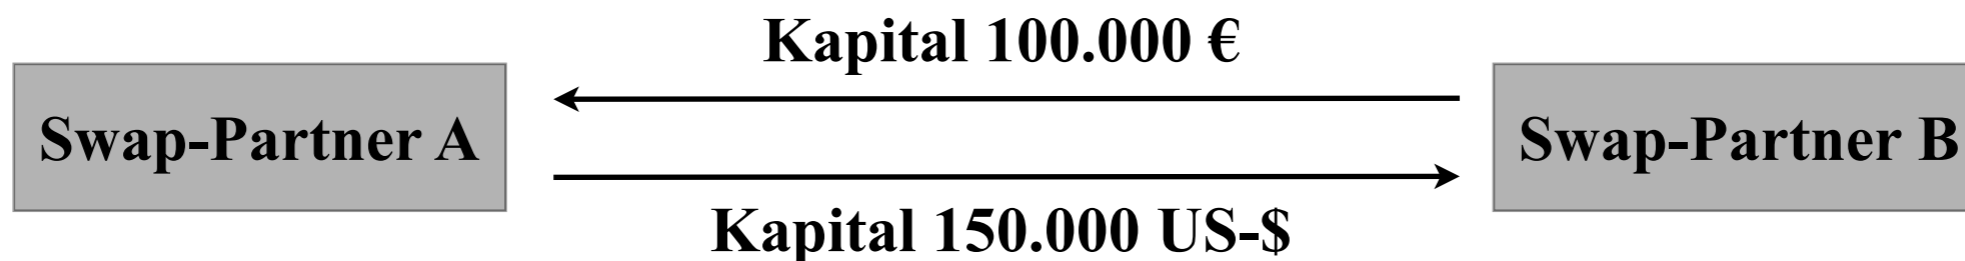 Kapital 100.000 €
Swap-Partner A
Swap-Partner B
Kapital 150.000 US-$